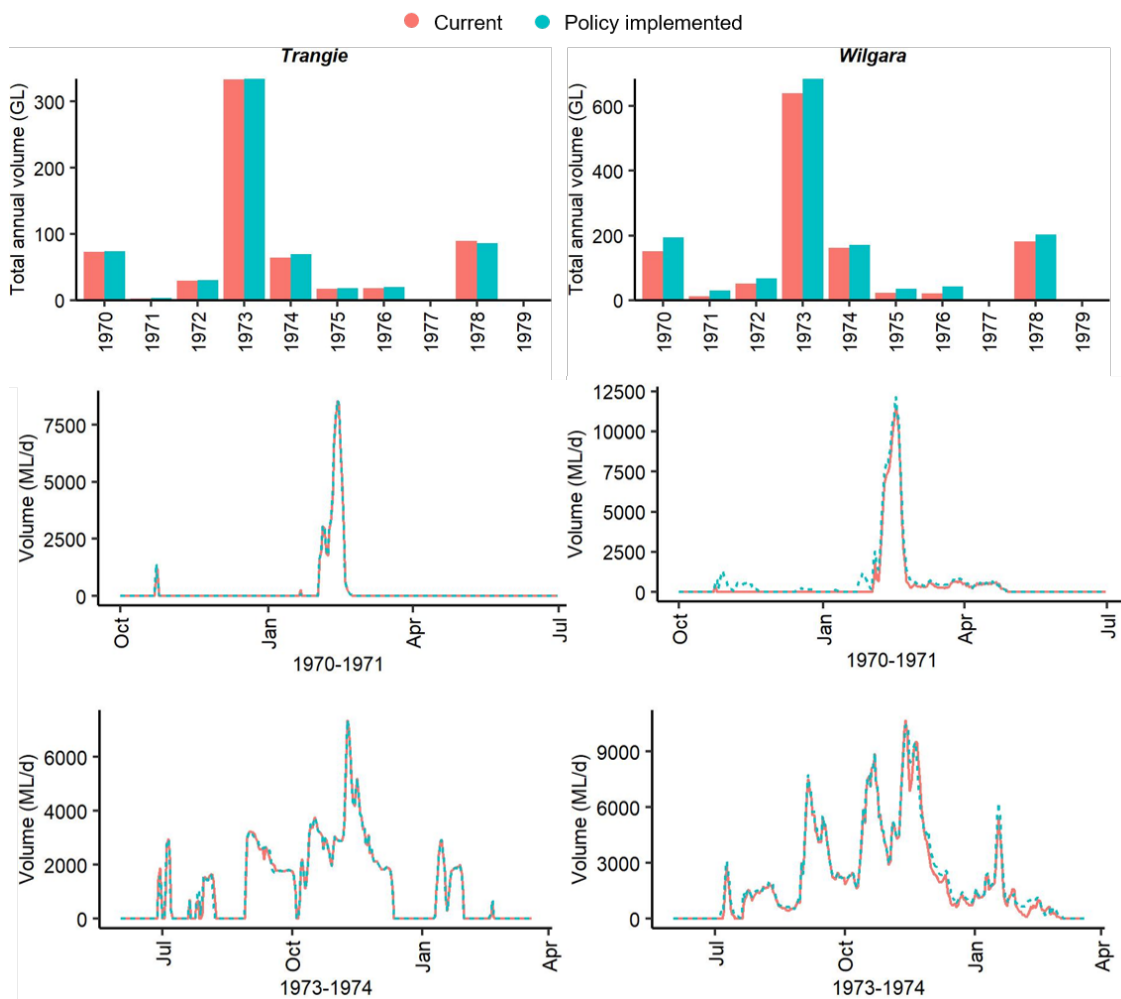 Current Policy implemented
Trangie
Total annual volume (GL)
300
200
100
0
1970 1971 1972 1973 1974 1975 1976 1977 1978 1979
Wilgara
Total annual volume (GL)
600
400
200
0
1970 1971 1972 1973 1974 1975 1976 1977 1978 1979
Volume (ML/d)
7500
5000
2500
0
Oct Jan Apr Jul
1970-1971
Volume (ML/d)
12500
10000
7500
5000
2500
0
Oct Jan Apr Jul
1970-1971
Volume (ML/d)
6000
4000
2000
0
Jul Oct Jan Apr
1973-1974
Volume (ML/d)
9000
6000
3000
0
Jul Oct Jan Apr
1973-1974